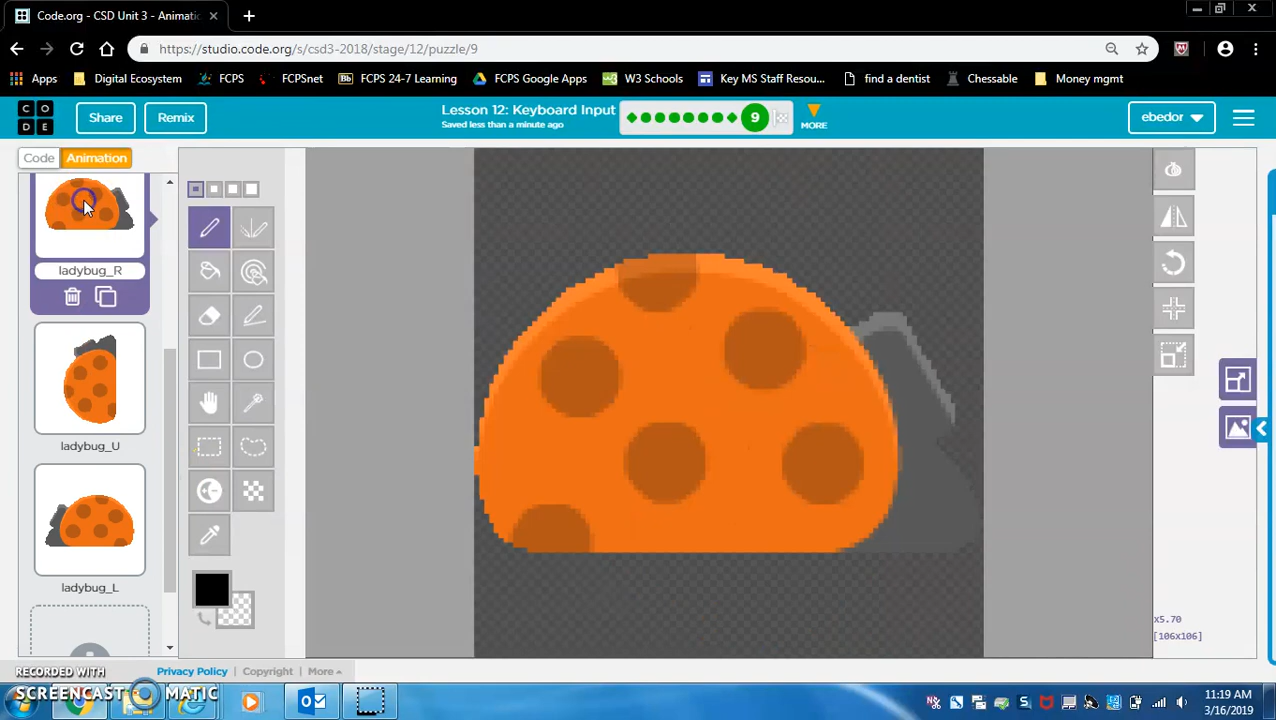 Code.org - CSD Unit 3 - Animatio
https://studio.code.org/s/csd3-2018/stage/12/puzzle/9
Apps
Digital Ecosystem
FCPS
FCPSnet
Bb FCPS 24-7 Learning
FCPS Google Apps
W3 Schools
Key MS Staff Resou...
find a dentist
Chessable
Money mgmt
C O
D E
Share
Remix
Lesson 12: Keyboard Input
Saved less than a minute ago
9
MORE
ebedor
Code
Animation
ladybug_R
ladybug_U
ladybug_L
x5.70
[106x106]
RECORDED WITH
SCREENCAST MATIC
Privacy Policy
Copyright
More
11:19 AM
3/16/2019